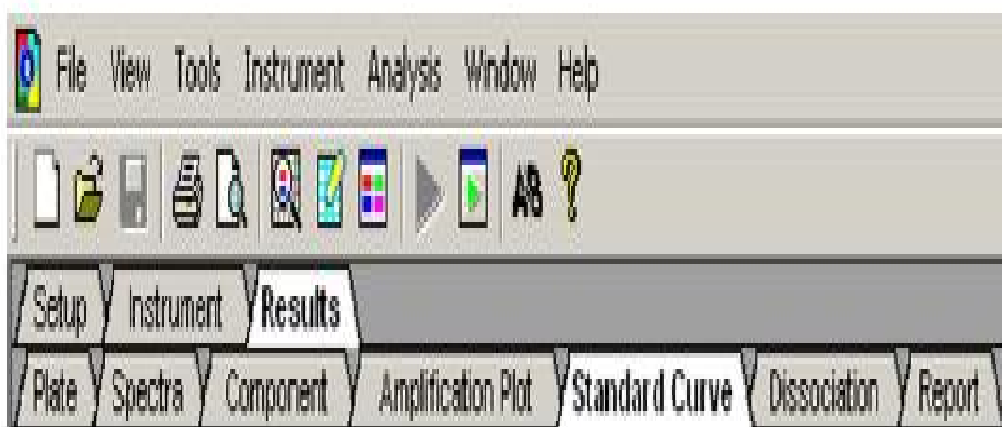 File View Tools Instrument Analysis Window Help
AB ?
Setup Instrument Results
Plate Spectra Component Amplification Plot Standard Curve Dissociation Report